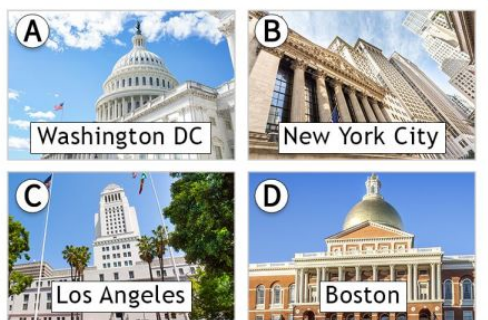 A
Washington DC
B
New York City
C
Los Angeles
D
Boston